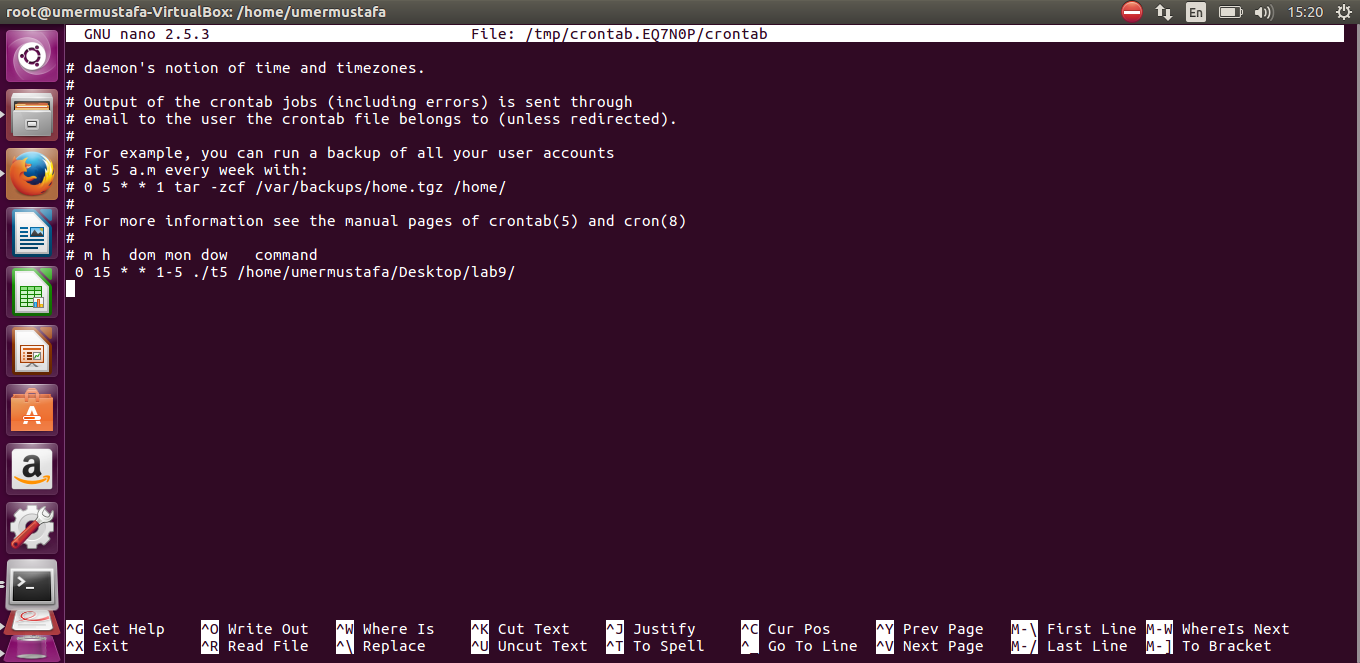 root@umermustafa-VirtualBox: /home/umermustafa
En
15:20
GNU nano 2.5.3 File: /tmp/crontab.EQ7N0P/crontab
# daemon's notion of time and timezones.
#
# Output of the crontab jobs (including errors) is sent through
# email to the user the crontab file belongs to (unless redirected).
#
# For example, you can run a backup of all your user accounts
# at 5 a.m every week with:
# 0 5 * * 1 tar -zcf /var/backups/home.tgz /home/
#
# For more information see the manual pages of crontab(5) and cron(8)
#
# m h  dom mon dow   command
 0 15 * * 1-5 ./t5 /home/umermustafa/Desktop/lab9/
^G Get Help ^O Write Out ^W Where Is ^K Cut Text ^J Justify ^C Cur Pos ^Y Prev Page M-\ First Line M-W WhereIs Next
^X Exit ^R Read File ^\ Replace ^U Uncut Text ^T To Spell ^_ Go To Line ^V Next Page M-/ Last Line M-] To Bracket